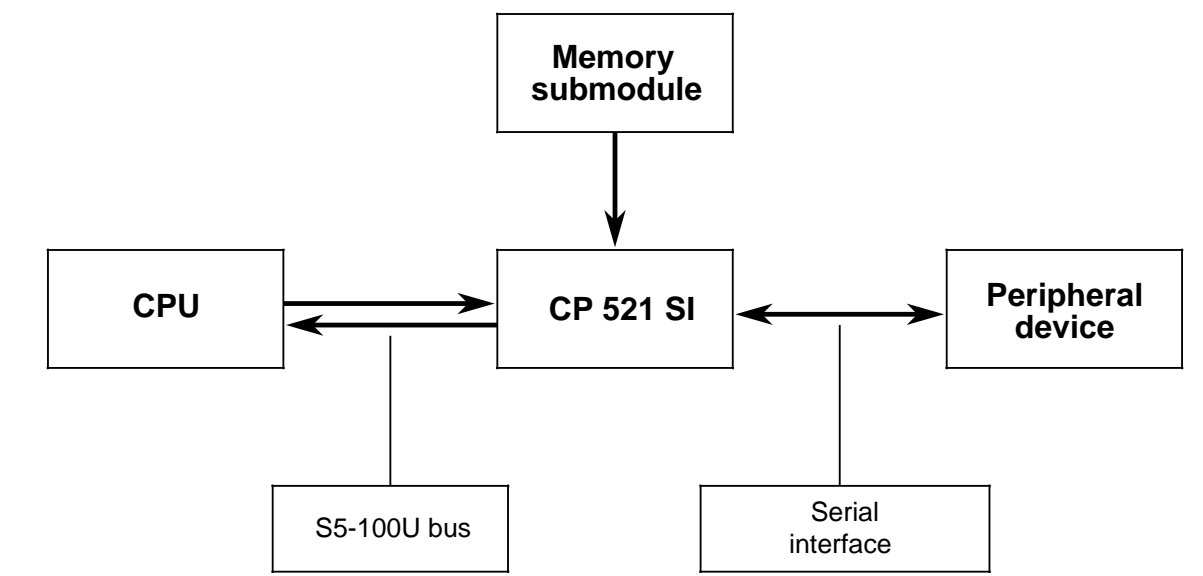 Memory
submodule
CPU
CP 521 SI
Peripheral
device
S5-100U bus
Serial
interface